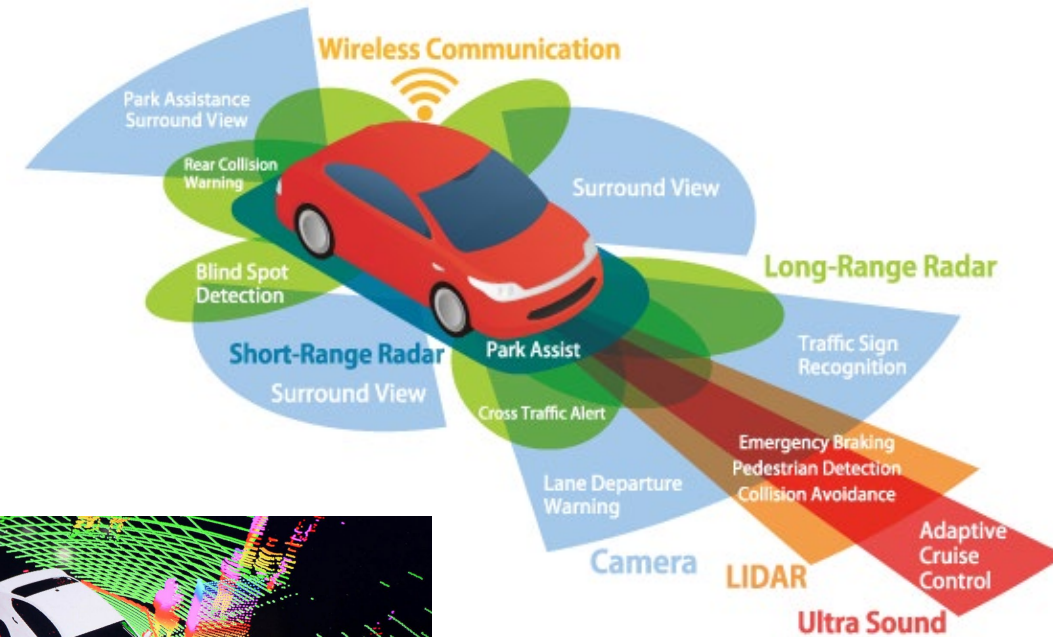 Wireless Communication
Park Assistance
Surround View
Rear Collision
Warning
Surround View
Blind Spot
Detection
Long-Range Radar
Short-Range Radar
Park Assist
Traffic Sign
Recognition
Surround View
Cross Traffic Alert
Emergency Braking
Pedestrian Detection
Collision Avoidance
Lane Departure
Warning
Adaptive
Cruise
Control
Camera
LIDAR
Ultra Sound